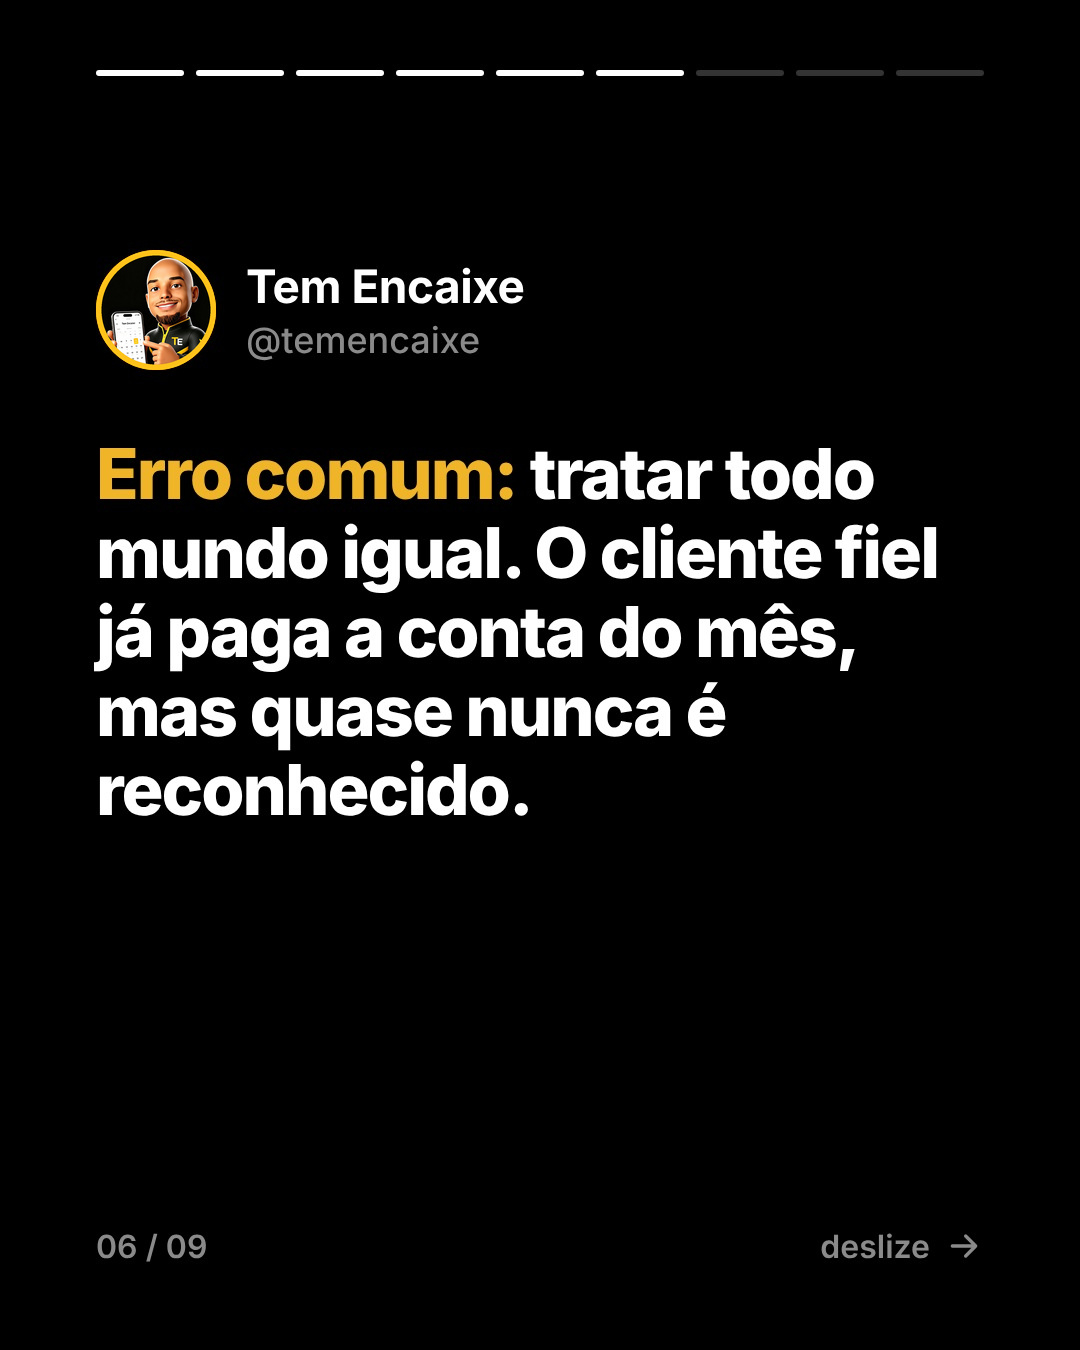 Tem Encaixe
@temencaixe
TE
Erro comum: tratar todo
mundo igual. O cliente fiel
já paga a conta do mês,
mas quase nunca é
reconhecido.
06 / 09
deslize →